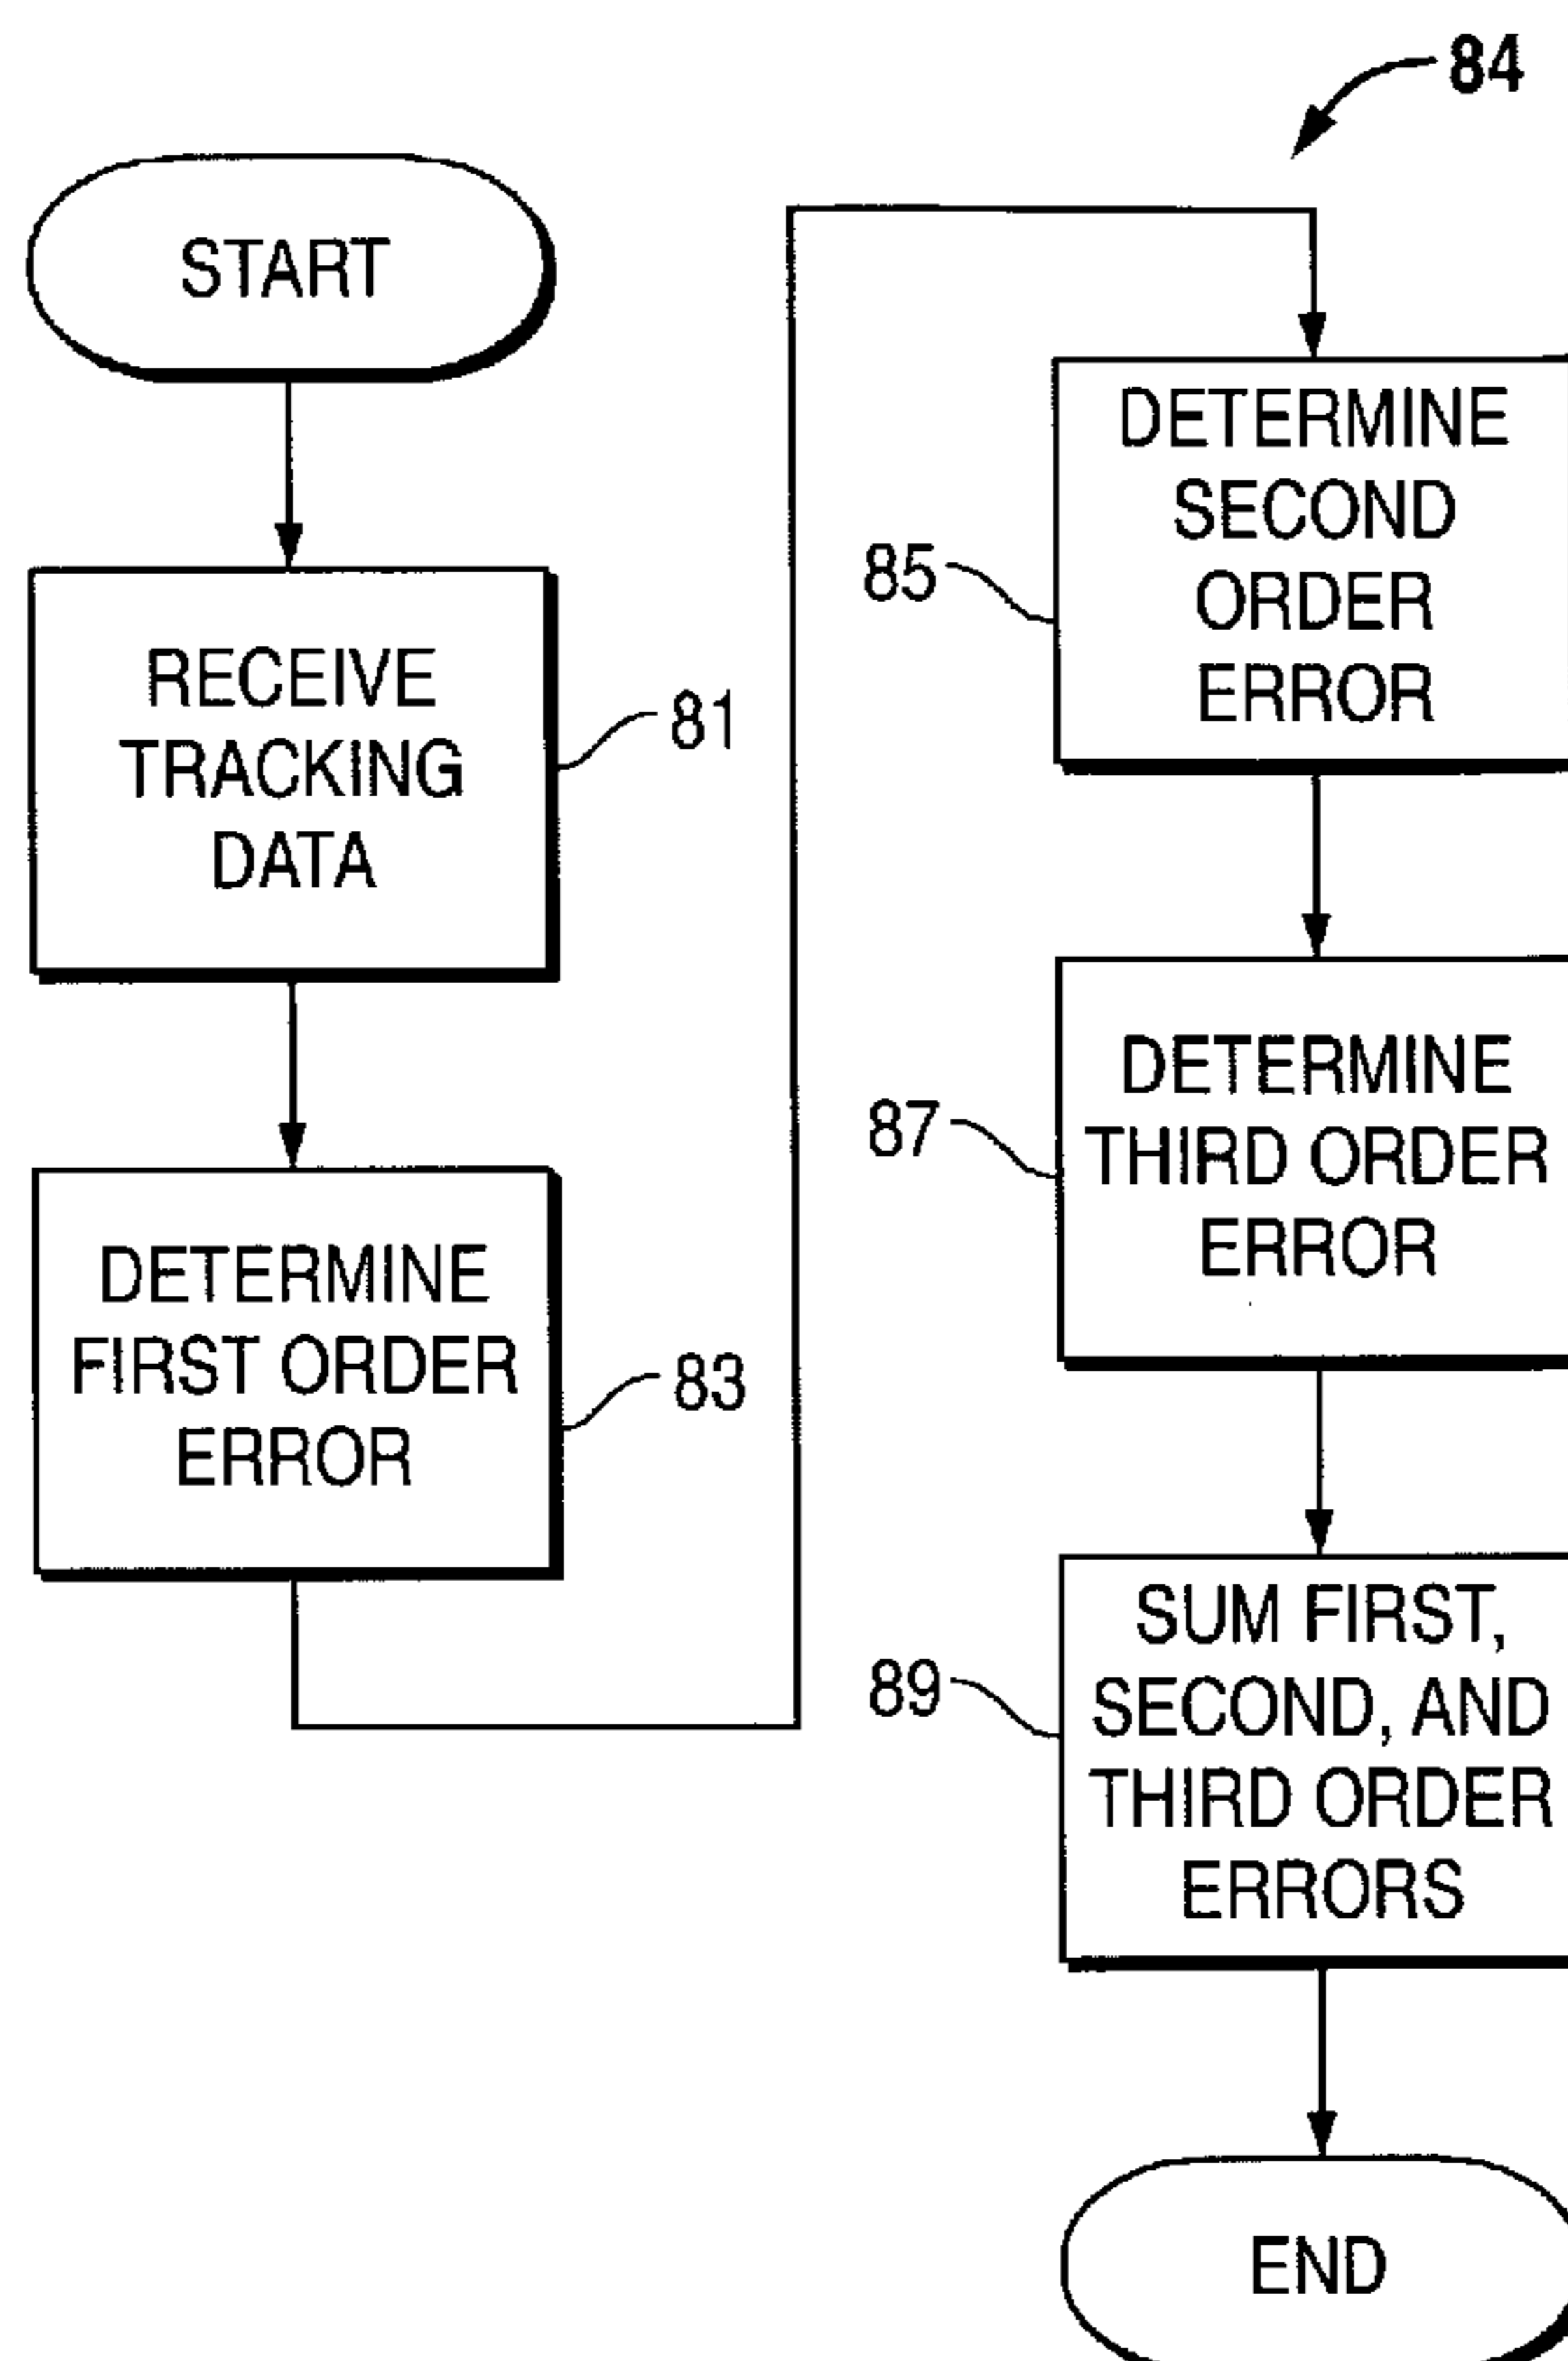 84
START
RECEIVE
TRACKING
DATA
81
DETERMINE
FIRST ORDER
ERROR
83
DETERMINE
SECOND
ORDER
ERROR
85
DETERMINE
THIRD ORDER
ERROR
87
SUM FIRST,
SECOND, AND
THIRD ORDER
ERRORS
89
END